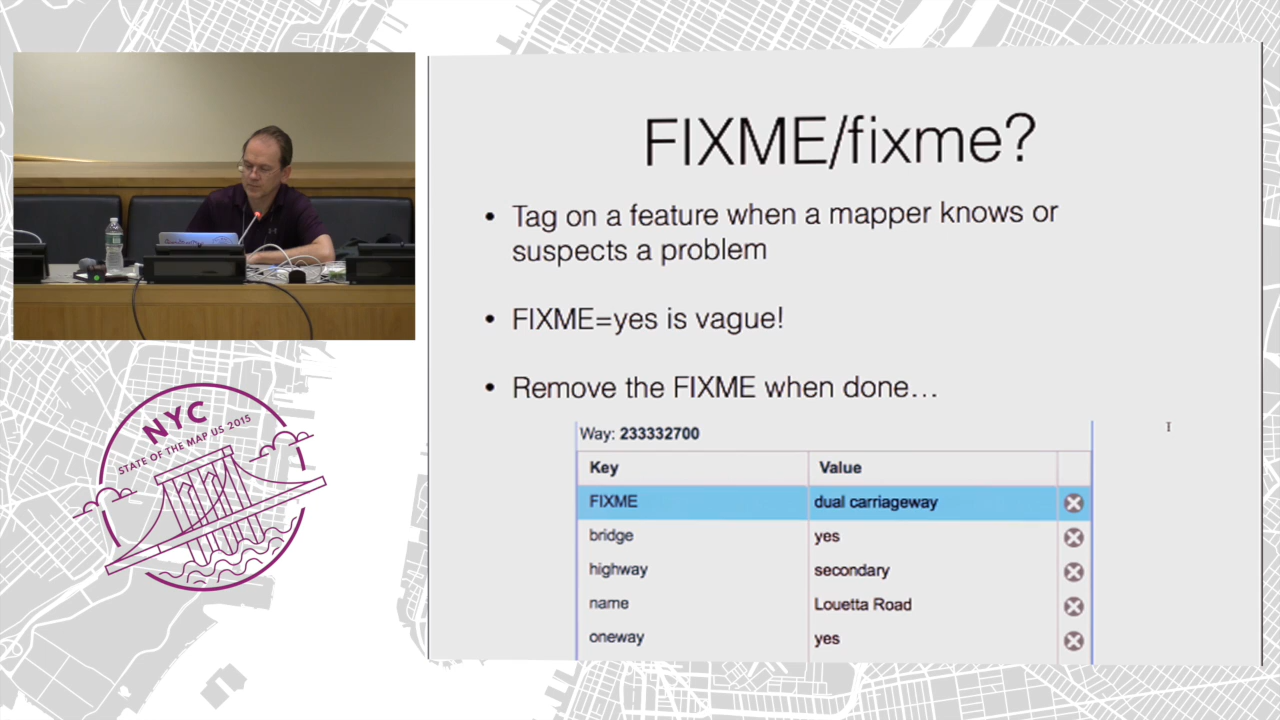 FIXME/fixme?
• Tag on a feature when a mapper knows or
suspects a problem
• FIXME=yes is vague!
• Remove the FIXME when done…
Way: 233332700
Key Value
FIXME dual carriageway
bridge yes
highway secondary
name Louetta Road
oneway yes
NYC
STATE OF THE MAP US 2015